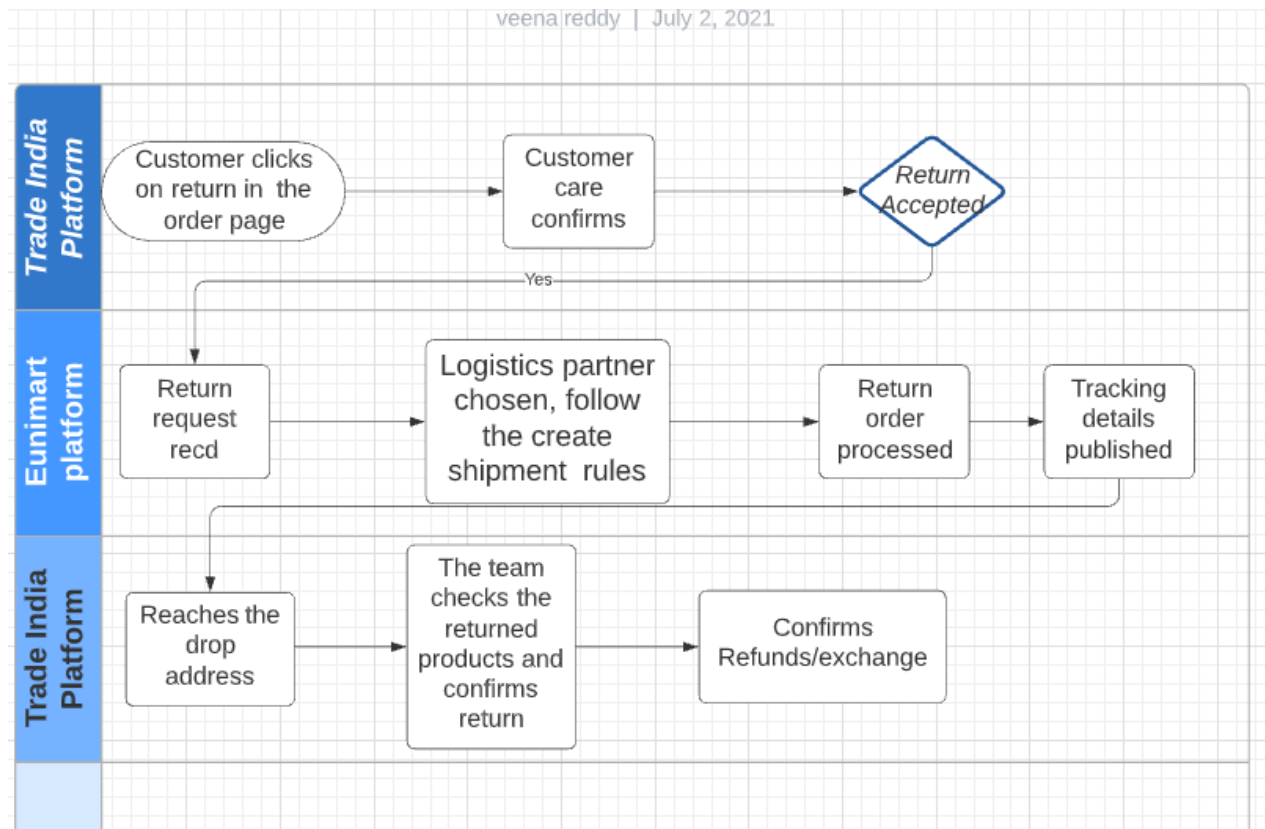 veena reddy | July 2, 2021
Trade India
Platform
Customer clicks
on return in the
order page
Customer
care
confirms
Return
Accepted
Yes
Eunimart
platform
Return
request
recd
Logistics partner
chosen, follow
the create
shipment rules
Return
order
processed
Tracking
details
published
Trade India
Platform
Reaches the
drop
address
The team
checks the
returned
products and
confirms
return
Confirms
Refunds/exchange